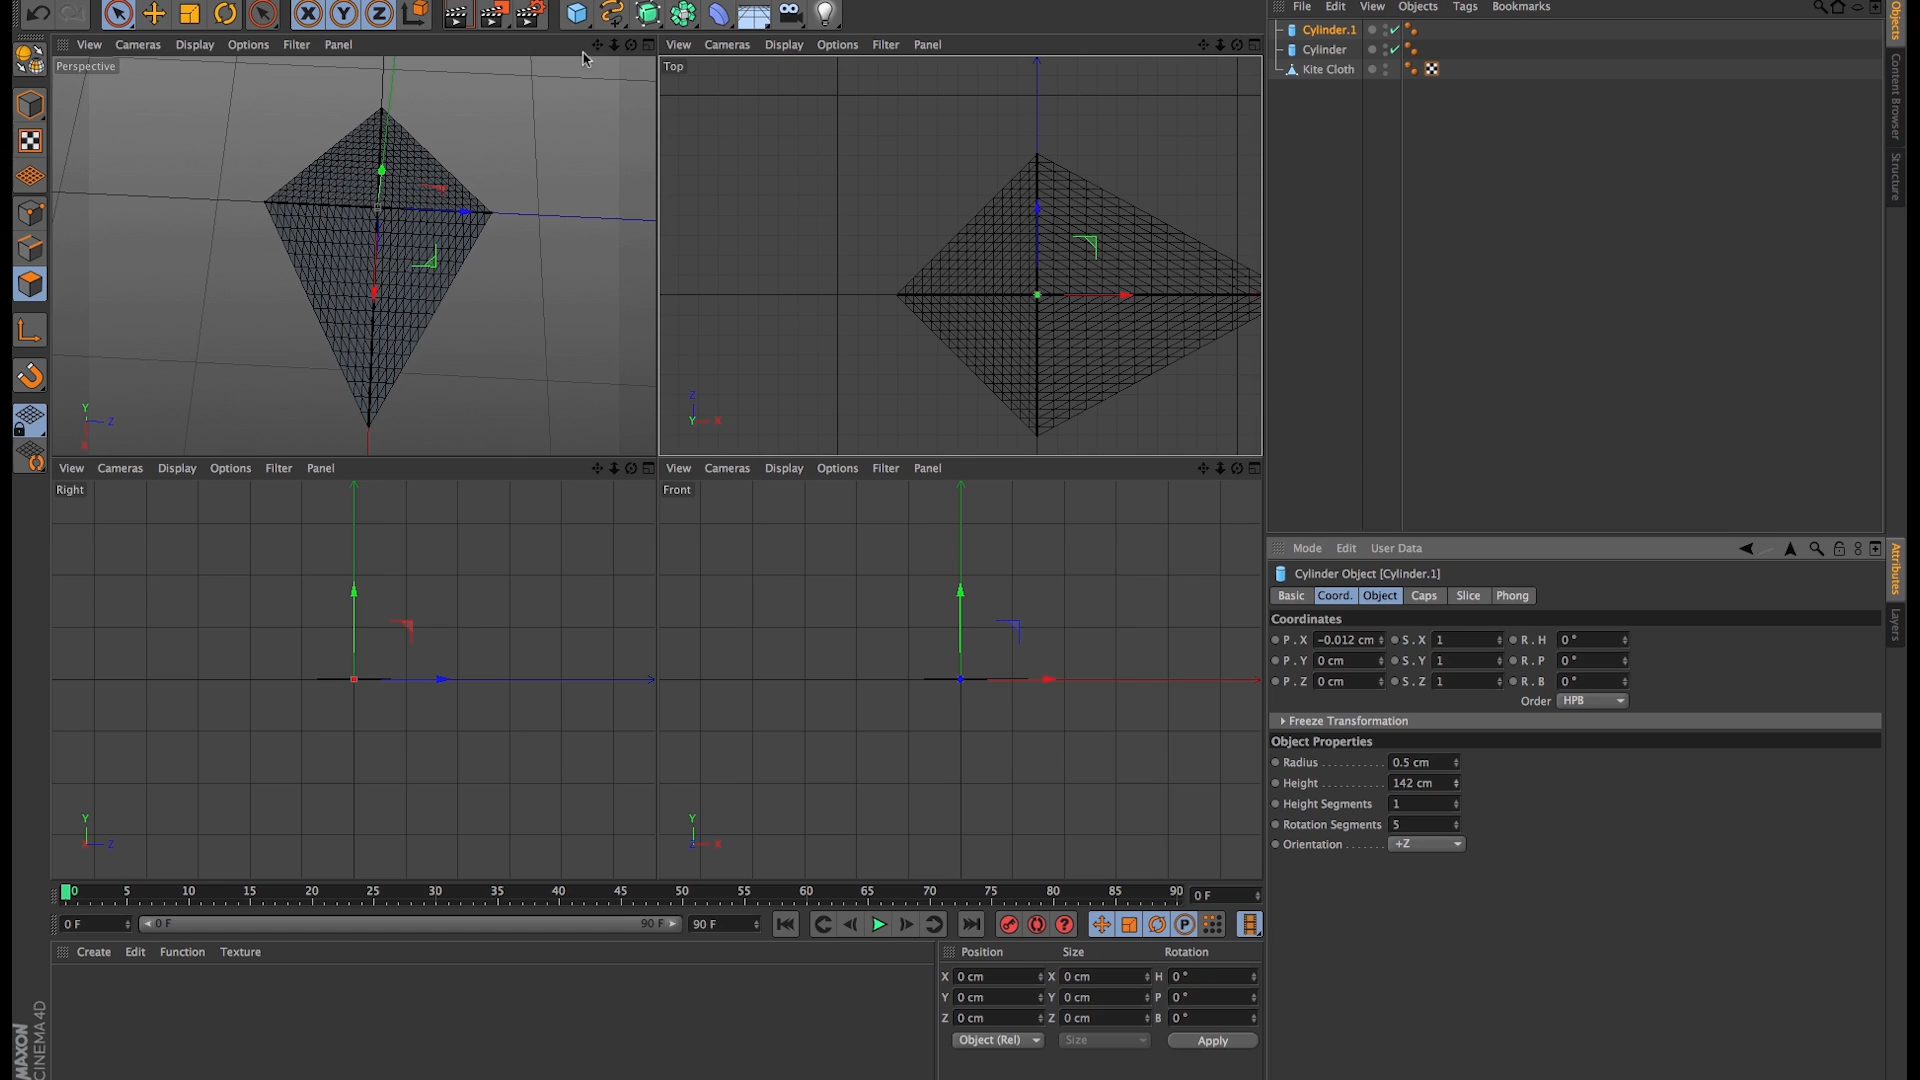 X Y Z
File Edit View Objects Tags Bookmarks
Cylinder.1
Cylinder
Kite Cloth
Objects
Content Browser
Structure
View Cameras Display Options Filter Panel
Perspective
Y
Z
X
View Cameras Display Options Filter Panel
Top
Z
Y X
View Cameras Display Options Filter Panel
Right
Y
X Z
View Cameras Display Options Filter Panel
Front
Y
Z X
Mode Edit User Data
Cylinder Object [Cylinder.1]
Basic Coord. Object Caps Slice Phong
Coordinates
P . X -0.012 cm S . X 1 R . H 0 °
P . Y 0 cm S . Y 1 R . P 0 °
P . Z 0 cm S . Z 1 R . B 0 °
Order HPB
Freeze Transformation
Object Properties
Radius . . . . . . . . . . 0.5 cm
Height . . . . . . . . . . 142 cm
Height Segments 1
Rotation Segments 5
Orientation . . . . . . +Z
Attributes
Layers
0 5 10 15 20 25 30 35 40 45 50 55 60 65 70 75 80 85 90 0 F
0 F 0 F 90 F 90 F
P
Create Edit Function Texture
Position Size Rotation
X 0 cm X 0 cm H 0 °
Y 0 cm Y 0 cm P 0 °
Z 0 cm Z 0 cm B 0 °
Object (Rel) Size Apply
MAXON
CINEMA 4D